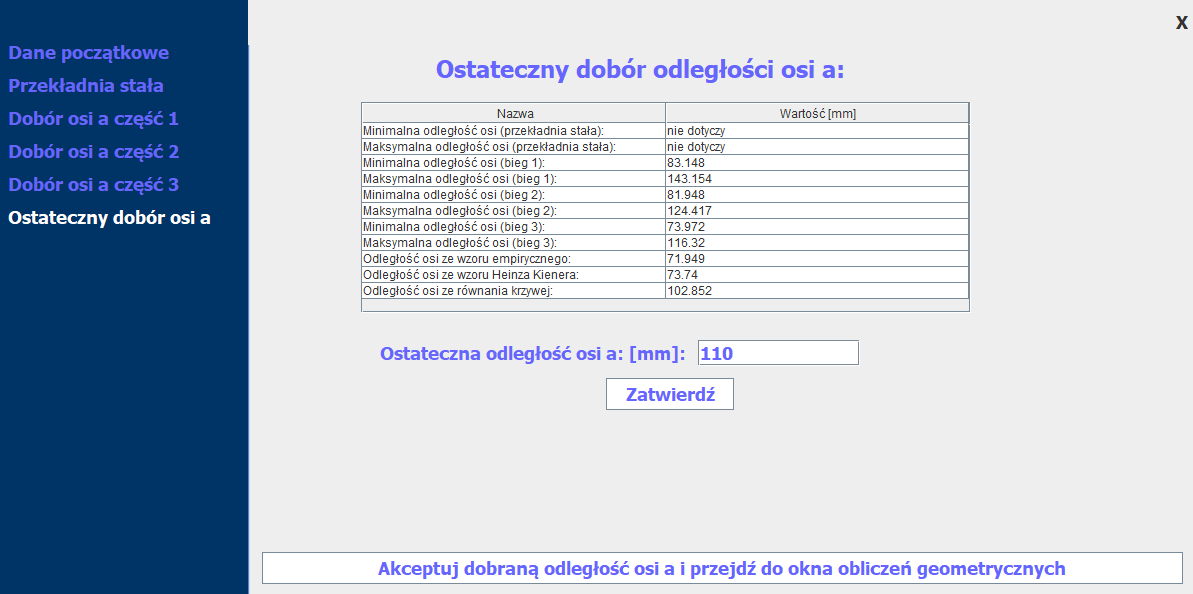 X
Dane początkowe
Przekładnia stała
Dobór osi a część 1
Dobór osi a część 2
Dobór osi a część 3
Ostateczny dobór osi a
Ostateczny dobór odległości osi a:
Nazwa Wartość [mm]
Minimalna odległość osi (przekładnia stała): nie dotyczy
Maksymalna odległość osi (przekładnia stała): nie dotyczy
Minimalna odległość osi (bieg 1): 83.148
Maksymalna odległość osi (bieg 1): 143.154
Minimalna odległość osi (bieg 2): 81.948
Maksymalna odległość osi (bieg 2): 124.417
Minimalna odległość osi (bieg 3): 73.972
Maksymalna odległość osi (bieg 3): 116.32
Odległość osi ze wzoru empirycznego: 71.949
Odległość osi ze wzoru Heinza Kienera: 73.74
Odległość osi ze równania krzywej: 102.852
Ostateczna odległość osi a: [mm]: 110
Zatwierdź
Akceptuj dobraną odległość osi a i przejdź do okna obliczeń geometrycznych